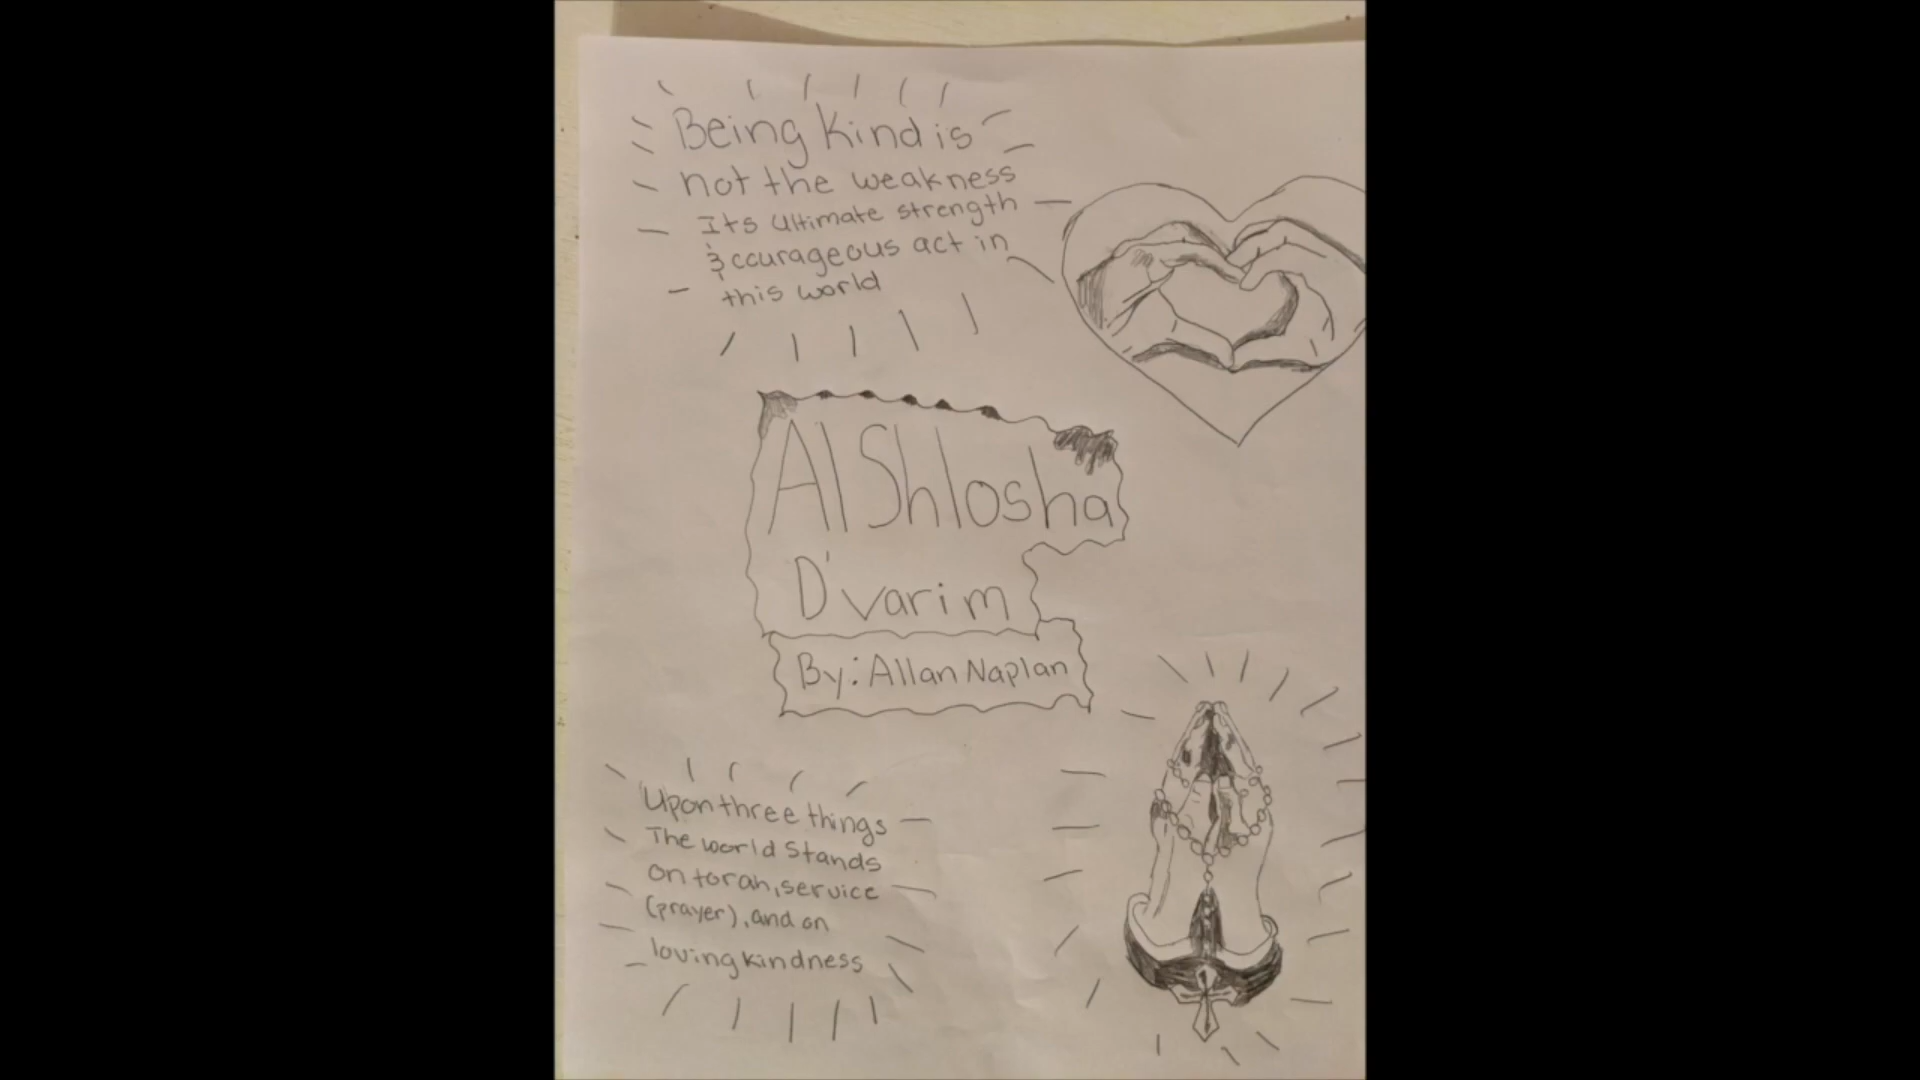 Being Kind is
not the weakness
Its ultimate strength
& courageous act in
this world
Al Shlosha
D'varim
By: Allan Naplan
Upon three things
The world Stands
on torah, service
(prayer), and on
loving kindness